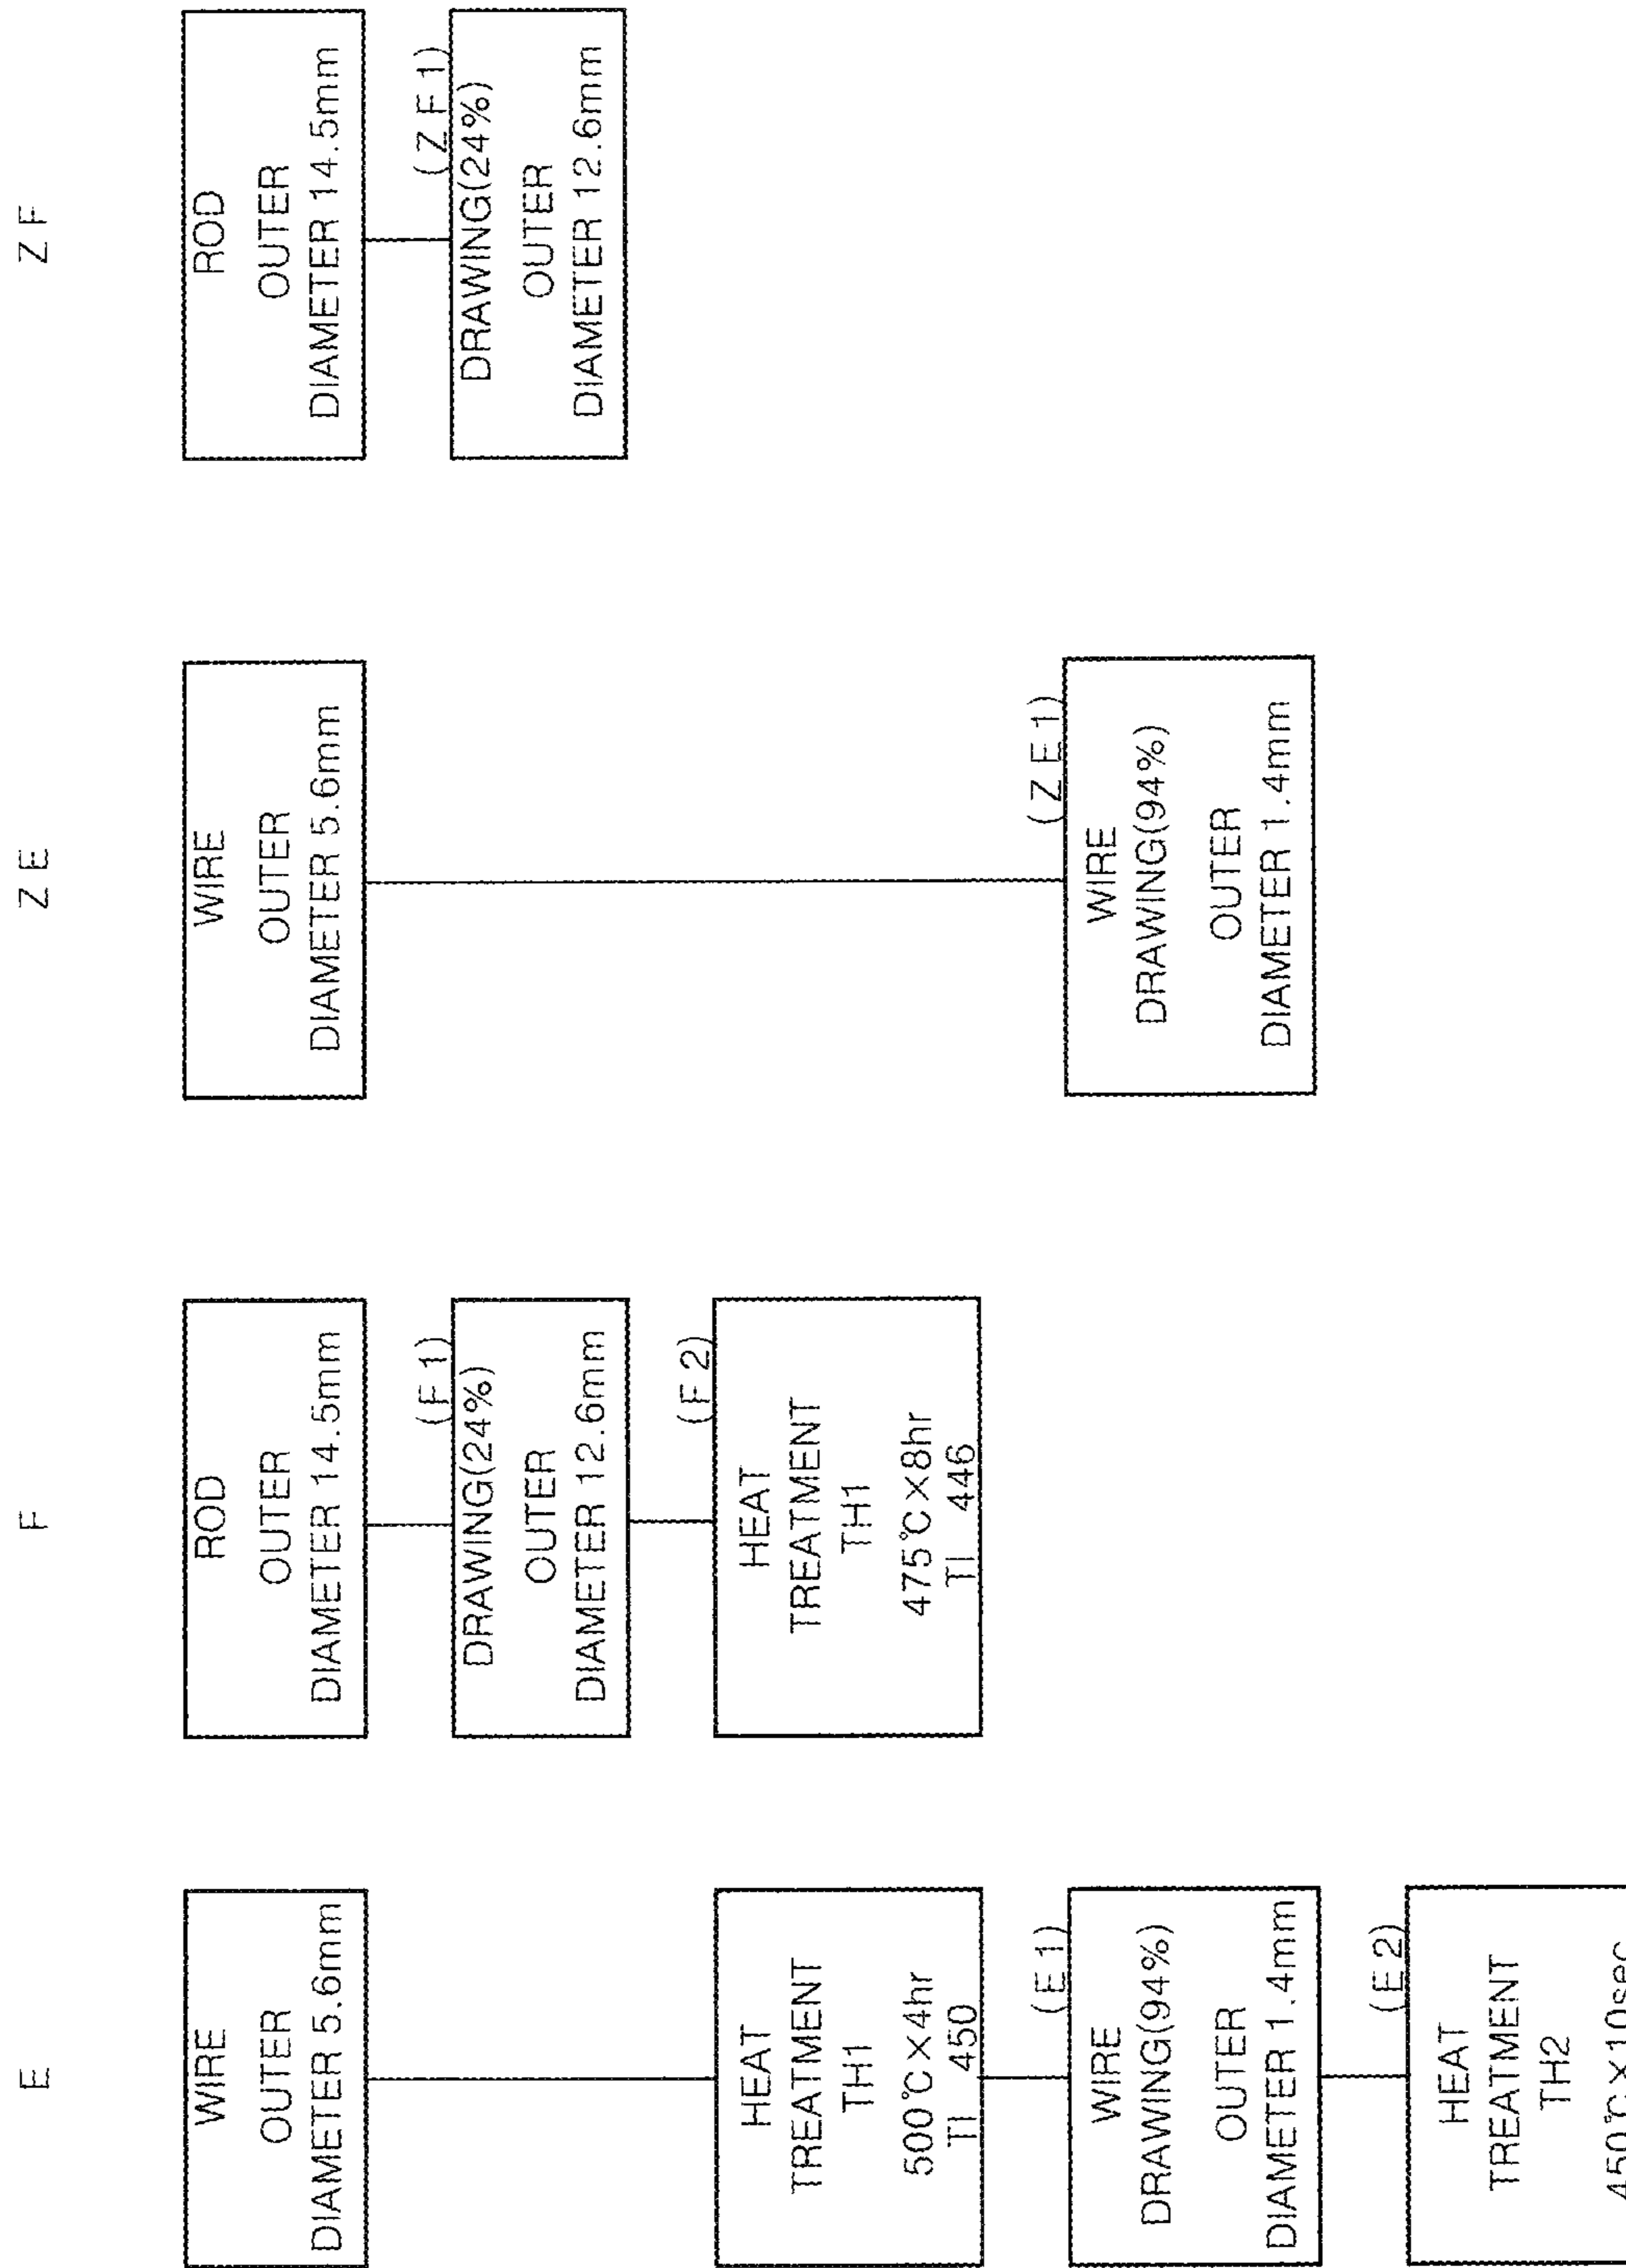 E
WIRE
OUTER
DIAMETER 5.6mm
HEAT
TREATMENT
TH1
500℃×4hr
TI 450
(E1)
WIRE
DRAWING(94%)
OUTER
DIAMETER 1.4mm
(E2)
HEAT
TREATMENT
TH2
450℃×10sec
F
ROD
OUTER
DIAMETER 14.5mm
(F1)
DRAWING(24%)
OUTER
DIAMETER 12.6mm
(F2)
HEAT
TREATMENT
TH1
475℃×8hr
TI 446
ZE
WIRE
OUTER
DIAMETER 5.6mm
(ZE1)
WIRE
DRAWING(94%)
OUTER
DIAMETER 1.4mm
ZF
ROD
OUTER
DIAMETER 14.5mm
(ZF1)
DRAWING(24%)
OUTER
DIAMETER 12.6mm